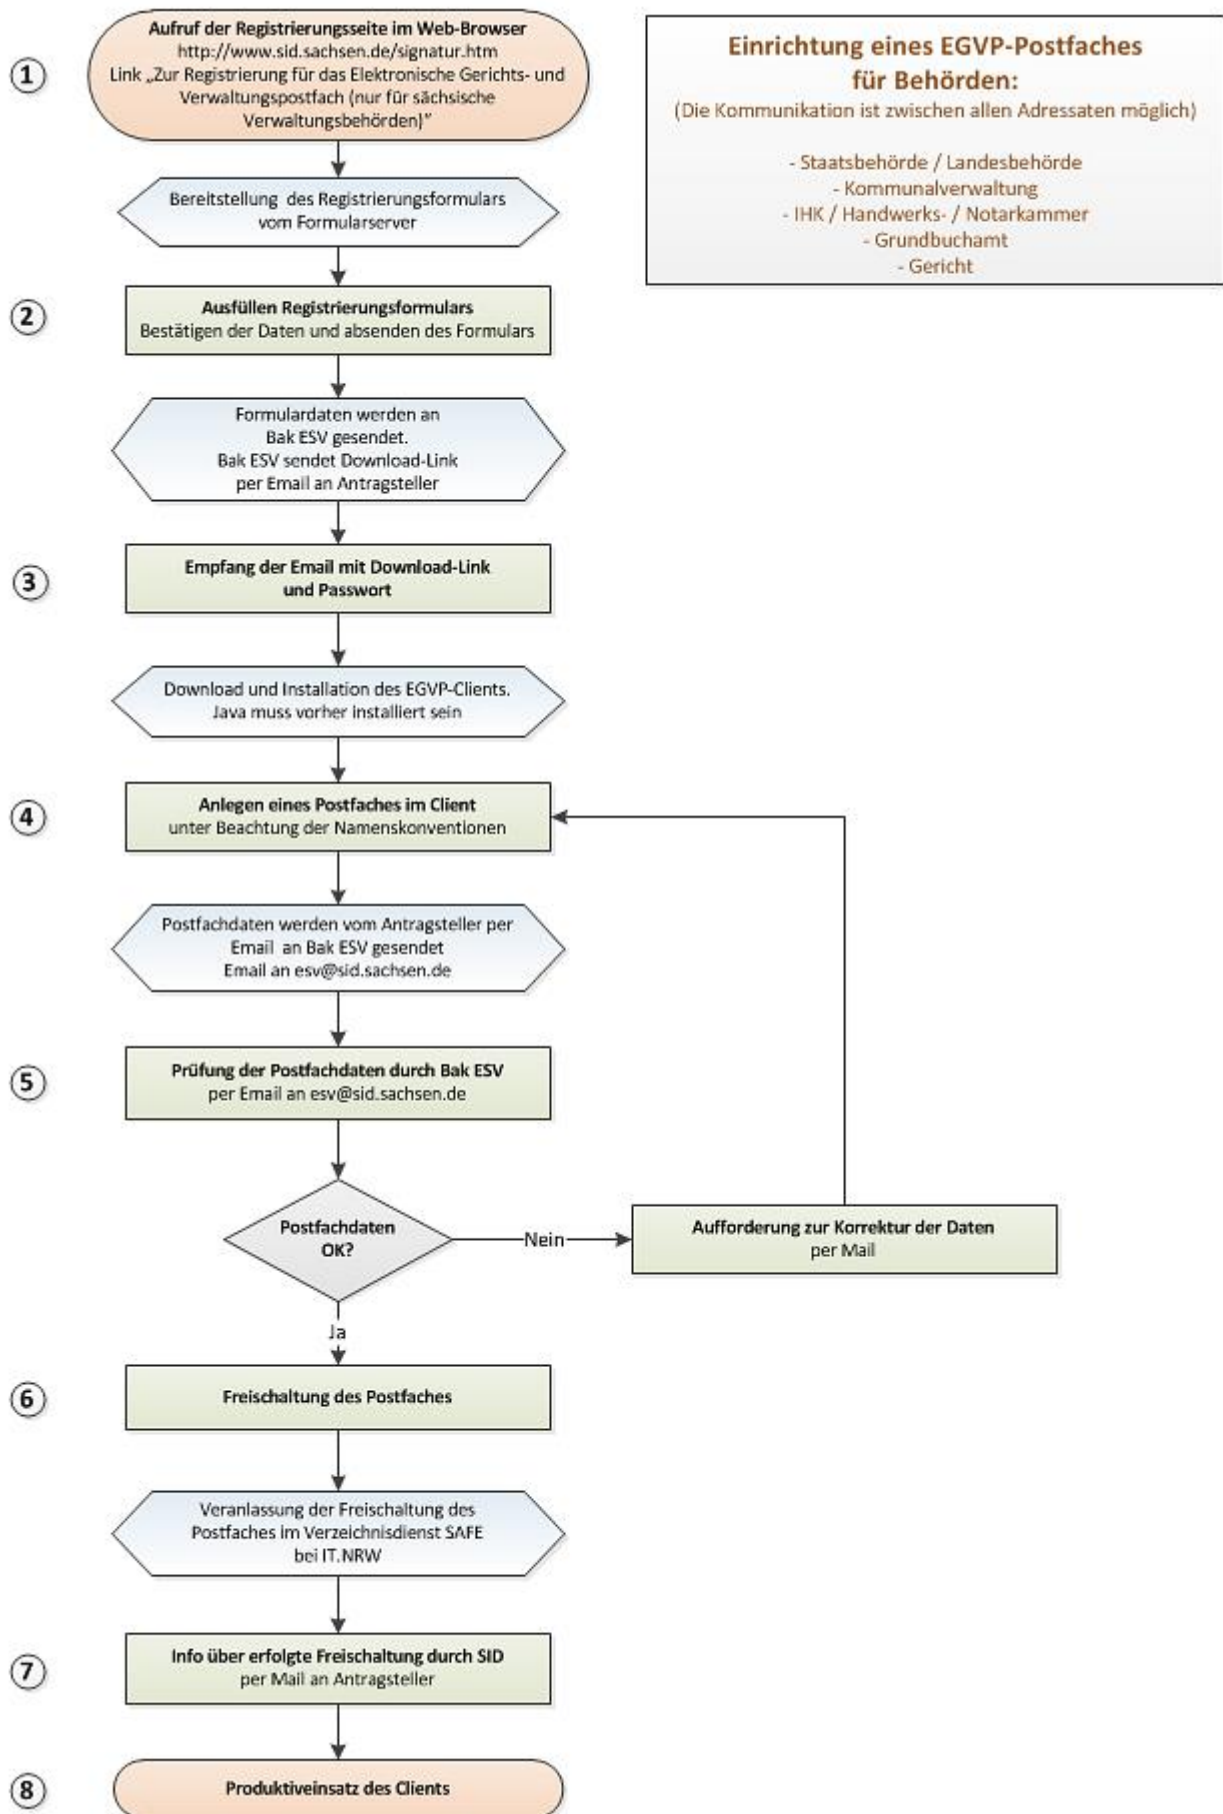 Aufruf der Registrierungsseite im Web-Browser
http://www.sid.sachsen.de/signatur.htm
Link „Zur Registrierung für das Elektronische Gerichts- und
Verwaltungspostfach (nur für sächsische
Verwaltungsbehörden)"
1
Einrichtung eines EGVP-Postfaches
für Behörden:
(Die Kommunikation ist zwischen allen Adressaten möglich)
- Staatsbehörde / Landesbehörde
- Kommunalverwaltung
- IHK / Handwerks- / Notarkammer
- Grundbuchamt
- Gericht
Bereitstellung des Registrierungsformulars
vom Formularserver
2
Ausfüllen Registrierungsformulars
Bestätigen der Daten und absenden des Formulars
Formulardaten werden an
Bak ESV gesendet.
Bak ESV sendet Download-Link
per Email an Antragsteller
3
Empfang der Email mit Download-Link
und Passwort
Download und Installation des EGVP-Clients.
Java muss vorher installiert sein
4
Anlegen eines Postfaches im Client
unter Beachtung der Namenskonventionen
Postfachdaten werden vom Antragsteller per
Email an Bak ESV gesendet
Email an esv@sid.sachsen.de
5
Prüfung der Postfachdaten durch Bak ESV
per Email an esv@sid.sachsen.de
Postfachdaten
OK?
Nein
Aufforderung zur Korrektur der Daten
per Mail
Ja
6
Freischaltung des Postfaches
Veranlassung der Freischaltung des
Postfaches im Verzeichnisdienst SAFE
bei IT.NRW
7
Info über erfolgte Freischaltung durch SID
per Mail an Antragsteller
8
Produktiveinsatz des Clients